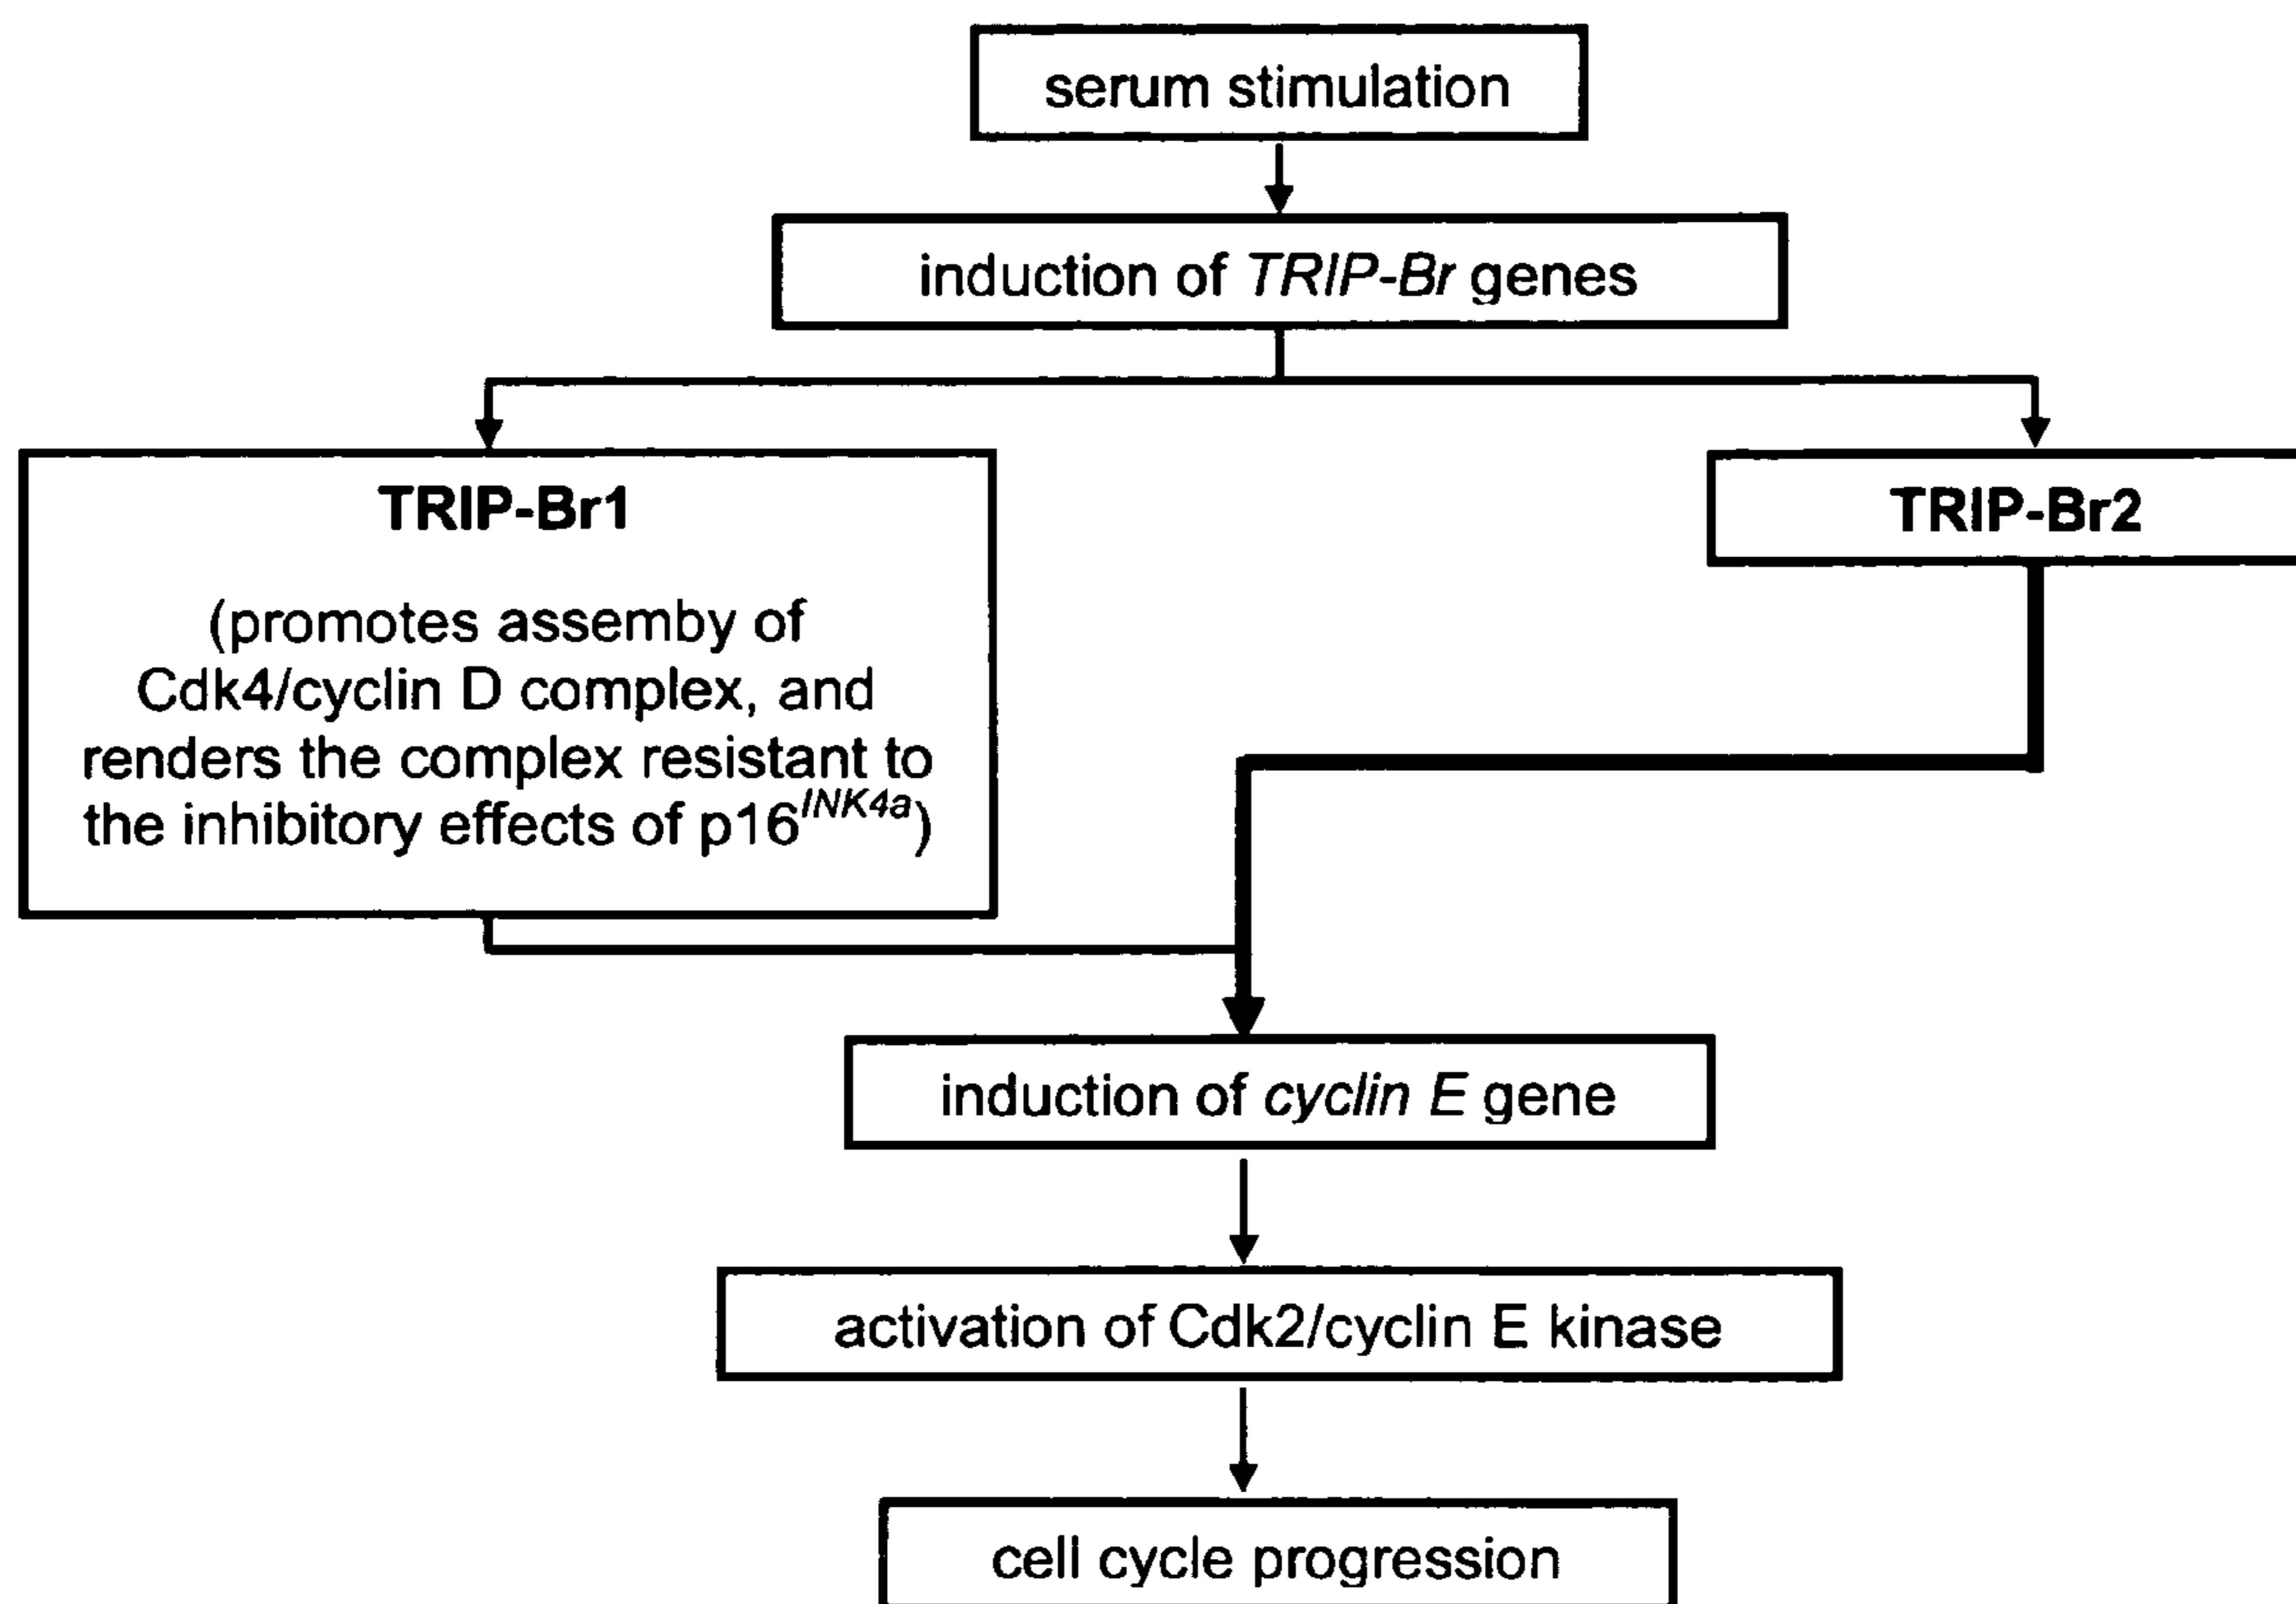 serum stimulation
induction of TRIP-Br genes
TRIP-Br1
(promotes assemby of
Cdk4/cyclin D complex, and
renders the complex resistant to
the inhibitory effects of p16INK4a)
TRIP-Br2
induction of cyclin E gene
activation of Cdk2/cyclin E kinase
cell cycle progression